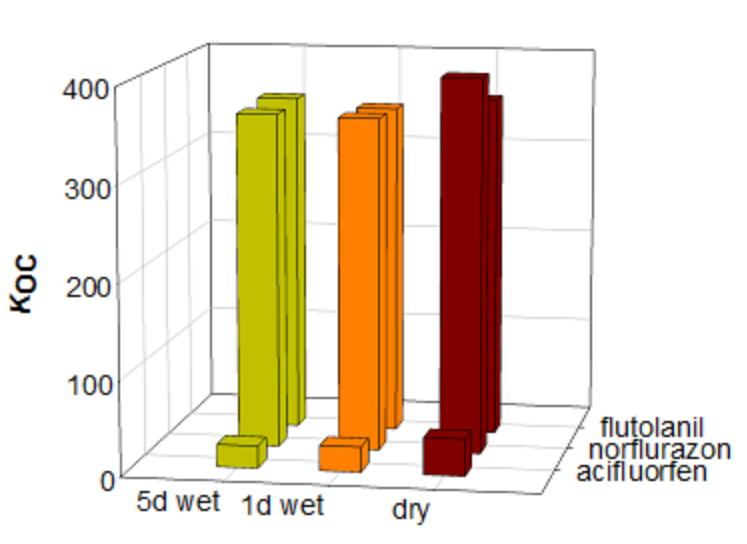 400
300
200
100
0
KOC
5d wet
1d wet
dry
flutolanil
norflurazon
acifluorfen